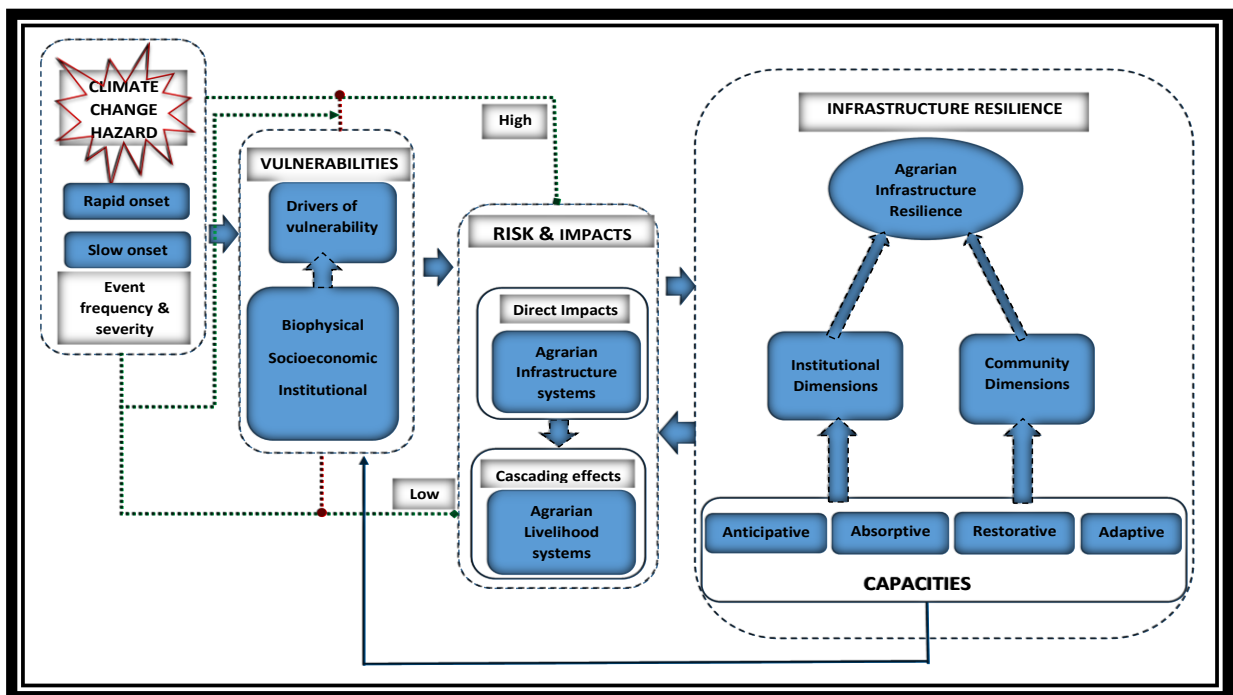 CLIMATE
CHANGE
HAZARD
Rapid onset
Slow onset
Event
frequency &
severity
VULNERABILITIES
Drivers of
vulnerability
Biophysical
Socioeconomic
Institutional
High
Low
RISK & IMPACTS
Direct Impacts
Agrarian
Infrastructure
systems
Cascading effects
Agrarian
Livelihood
systems
INFRASTRUCTURE RESILIENCE
Agrarian
Infrastructure
Resilience
Institutional
Dimensions
Community
Dimensions
Anticipative
Absorptive
Restorative
Adaptive
CAPACITIES